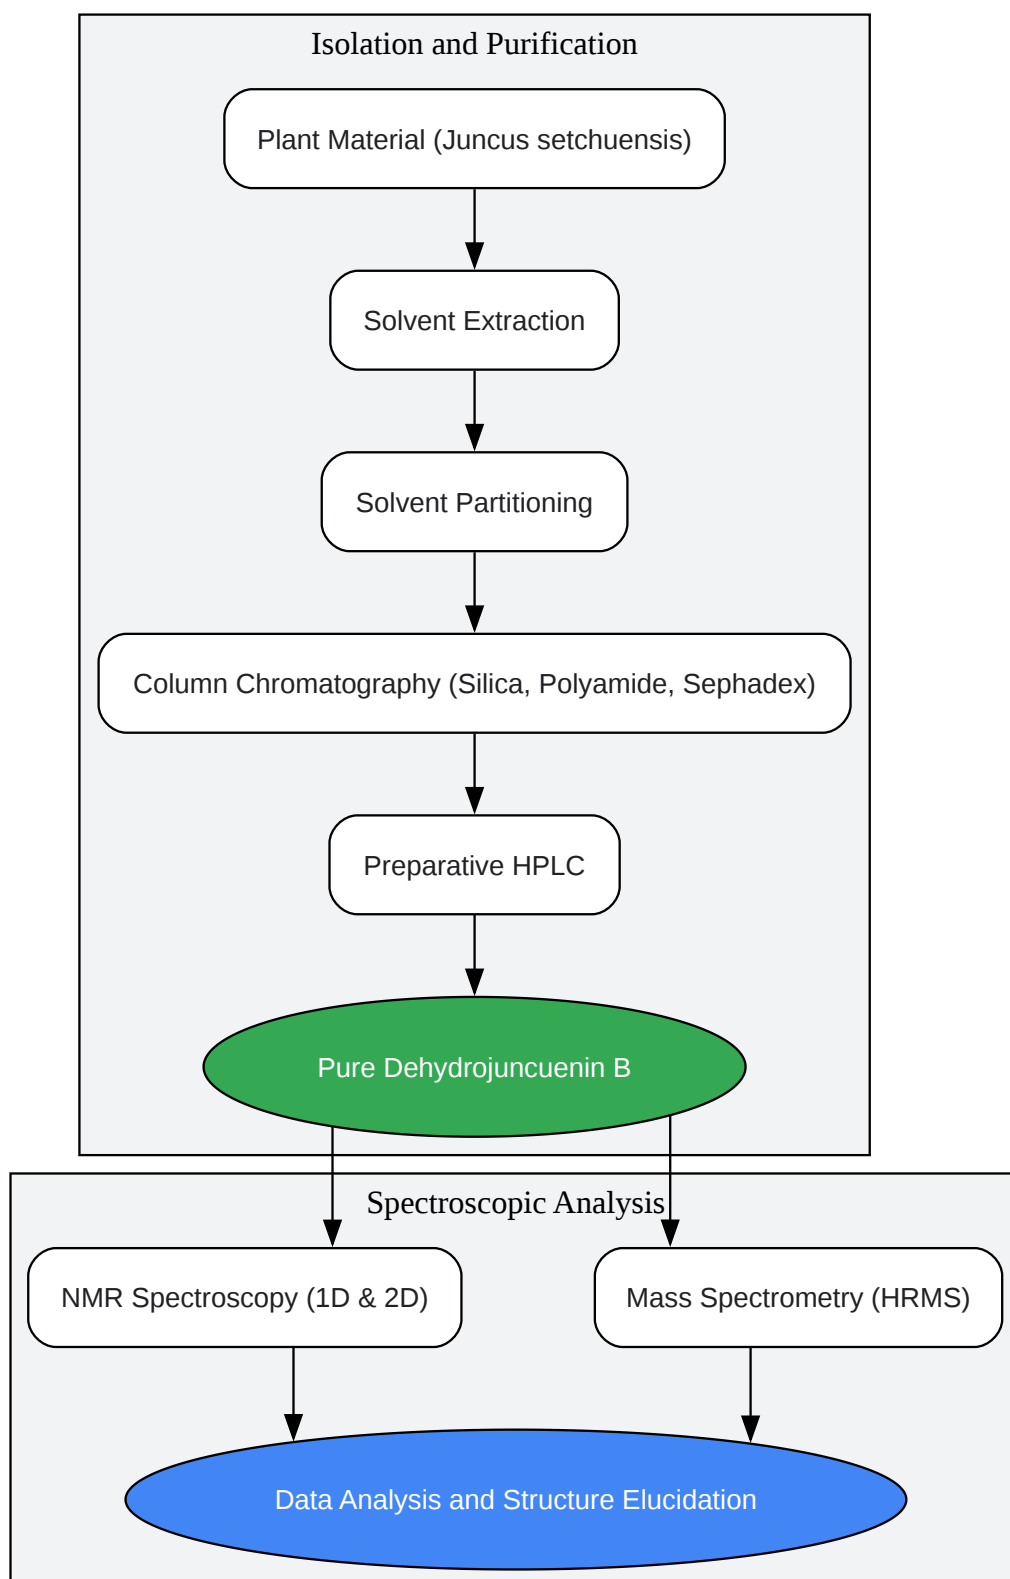 Isolation and Purification
Plant Material (Juncus setchuensis)
Solvent Extraction
Solvent Partitioning
Column Chromatography (Silica, Polyamide, Sephadex)
Preparative HPLC
Pure Dehydrojuncuenin B
Spectroscopic Analysis
NMR Spectroscopy (1D & 2D)
Mass Spectrometry (HRMS)
Data Analysis and Structure Elucidation